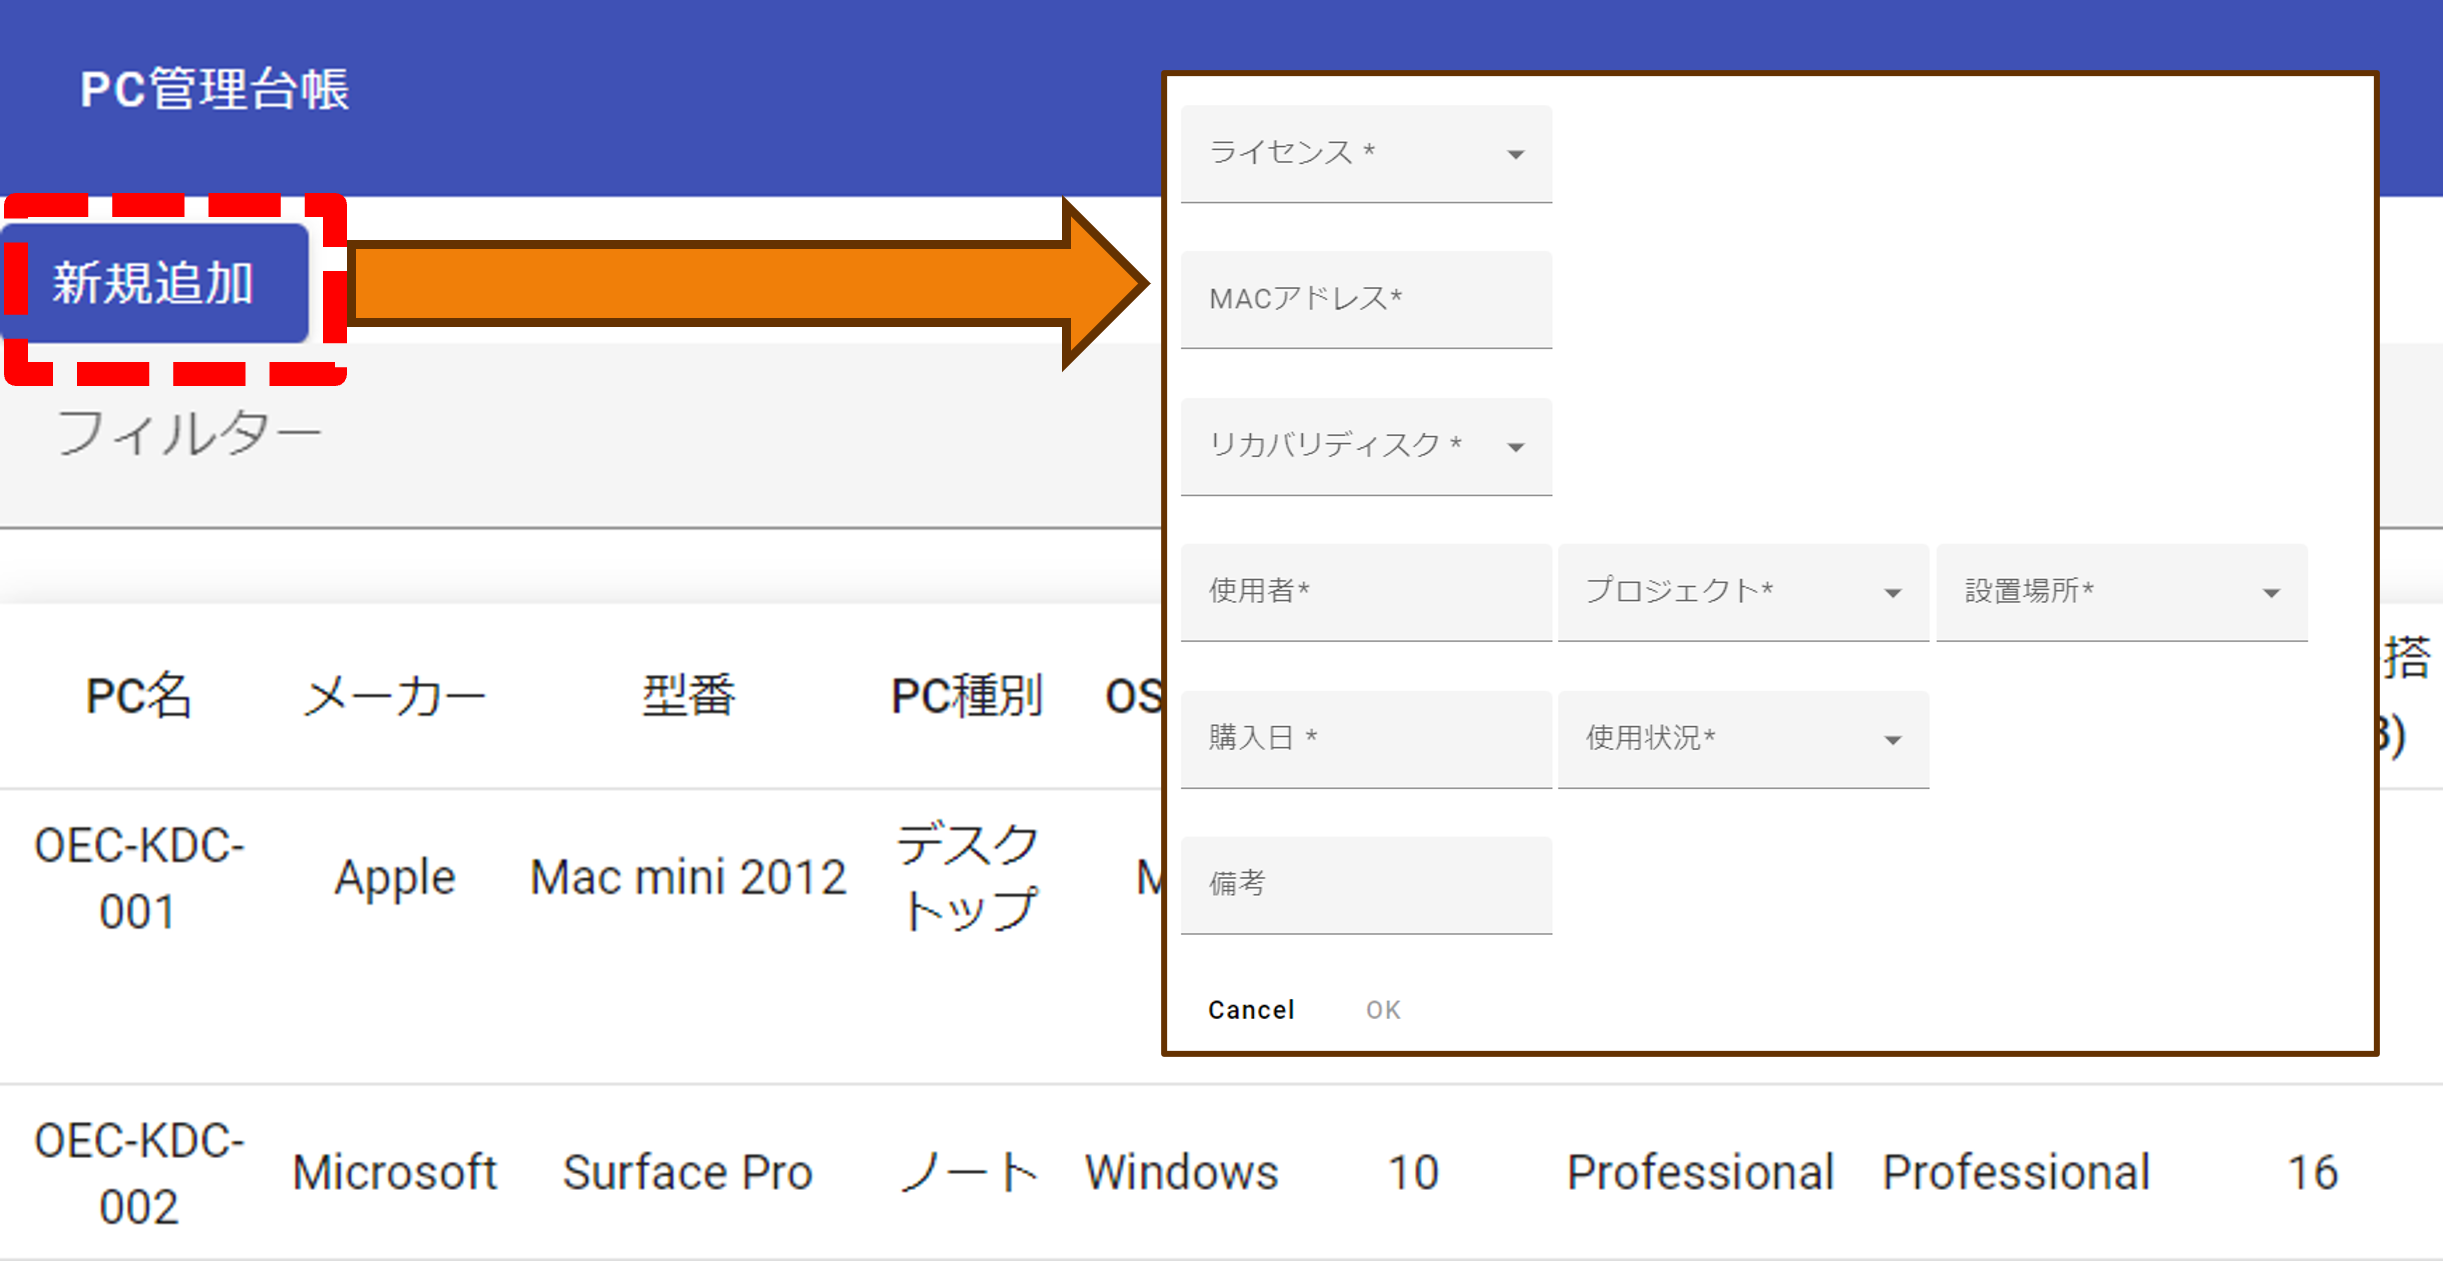 PC管理台帳
新規追加
フィルター
ライセンス *
MACアドレス*
リカバリディスク *
使用者* プロジェクト* 設置場所*
購入日 * 使用状況*
備考
Cancel OK
PC名 メーカー 型番 PC種別 OS 搭
3)
OEC-KDC-
001
Apple Mac mini 2012
デスク
トップ
M
OEC-KDC-
002
Microsoft Surface Pro ノート Windows 10 Professional Professional 16